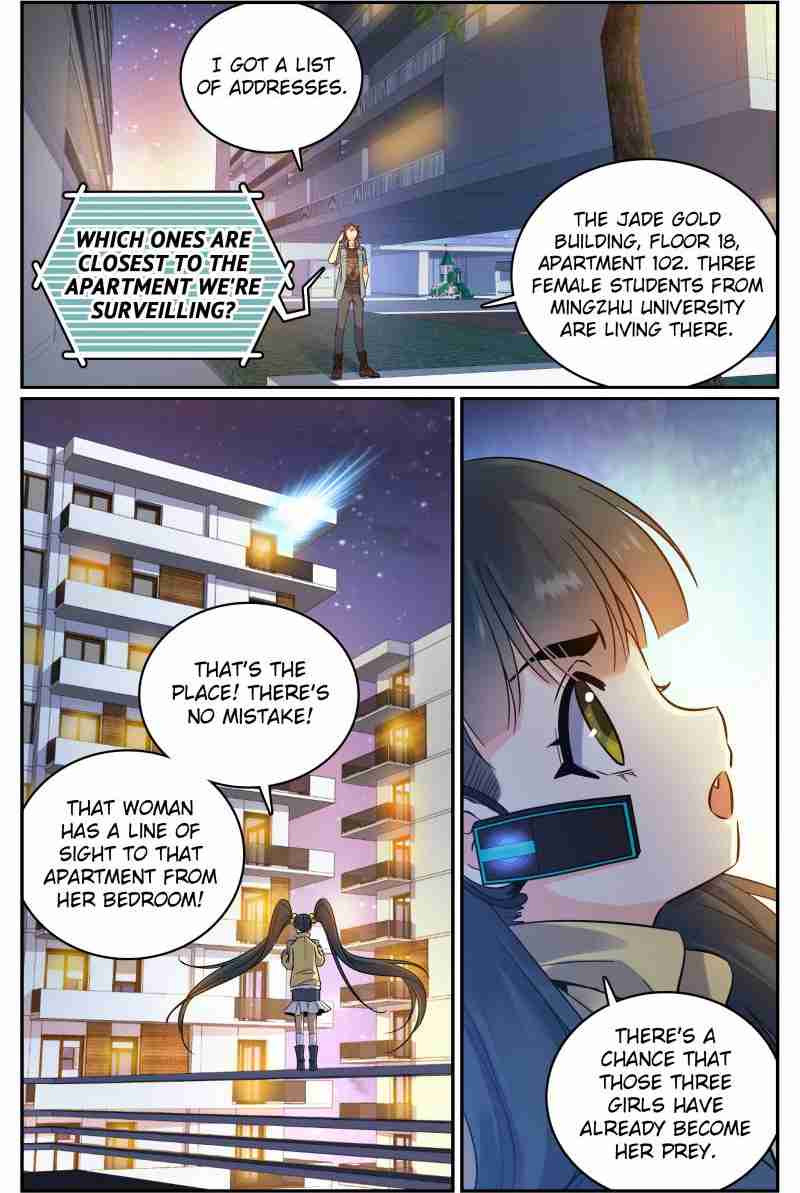 I GOT A LIST
OF ADDRESSES.
WHICH ONES ARE
CLOSEST TO THE
APARTMENT WE'RE
SURVEILLING?
THE JADE GOLD
BUILDING, FLOOR 18,
APARTMENT 102. THREE
FEMALE STUDENTS FROM
MINGZHU UNIVERSITY
ARE LIVING THERE.
THAT'S THE
PLACE! THERE'S
NO MISTAKE!
THAT WOMAN
HAS A LINE OF
SIGHT TO THAT
APARTMENT FROM
HER BEDROOM!
THERE'S A
CHANCE THAT
THOSE THREE
GIRLS HAVE
ALREADY BECOME
HER PREY.